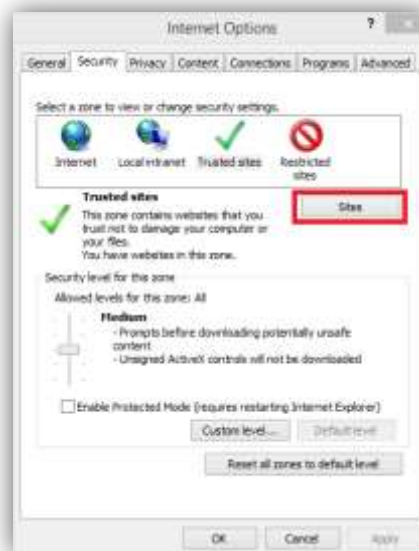 Internet Options
?
General Security Privacy Content Connections Programs Advanced
Select a zone to view or change security settings.
Internet Local intranet Trusted sites Restricted sites
Trusted sites
Sites
This zone contains websites that you
trust not to damage your computer or
your files.
You have websites in this zone.
Security level for this zone
Allowed levels for this zone: All
Medium
- Prompts before downloading potentially unsafe
content
- Unsigned ActiveX controls will not be downloaded
Enable Protected Mode (requires restarting Internet Explorer)
Custom level... Default level
Reset all zones to default level
OK Cancel Apply